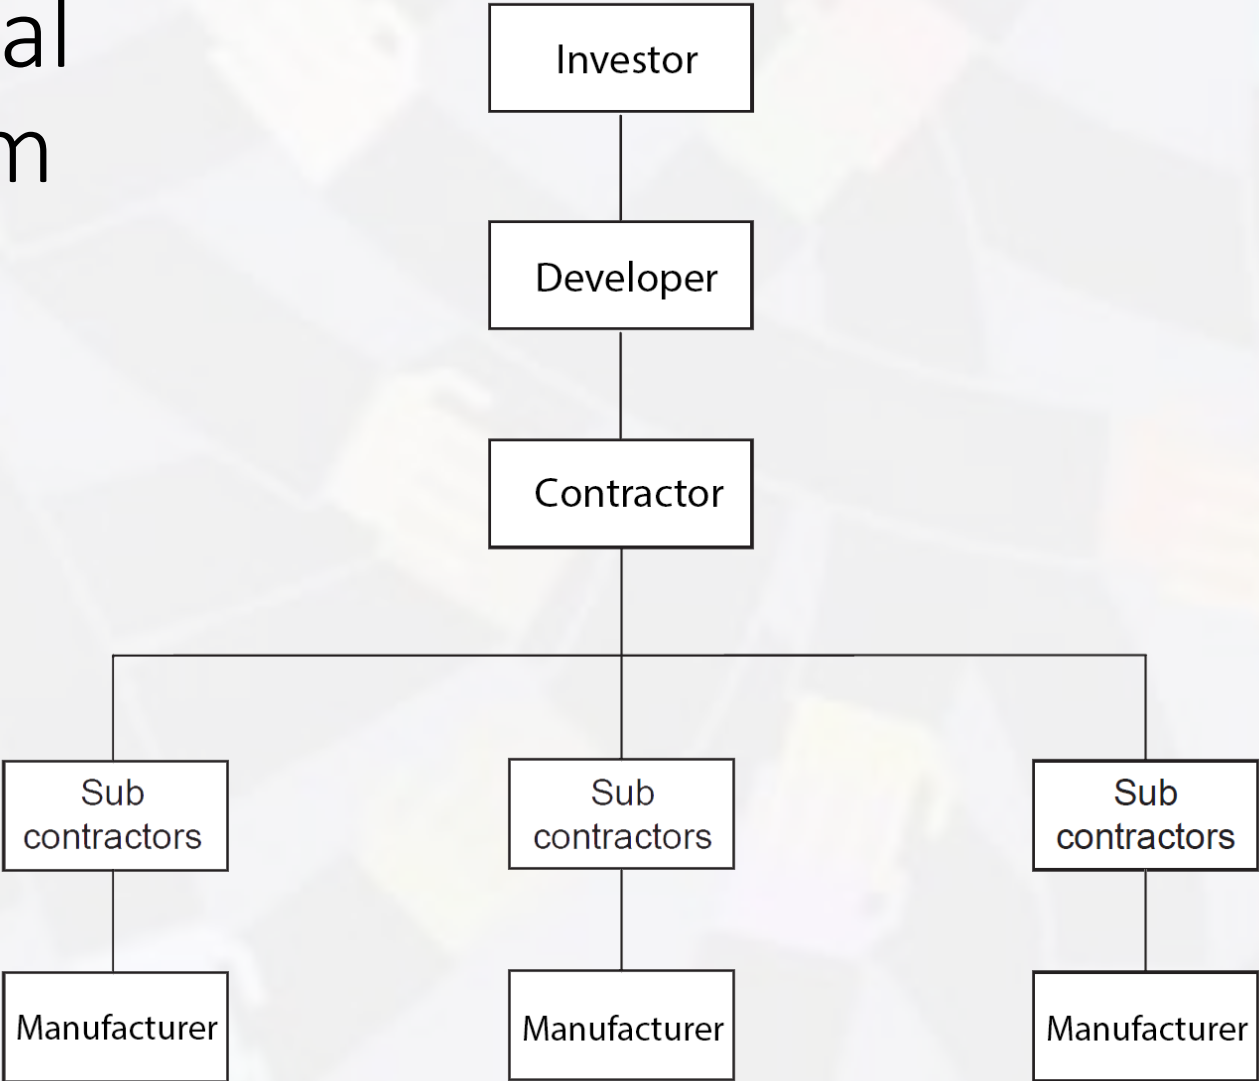 al
m
Investor
Developer
Contractor
Sub
contractors
Sub
contractors
Sub
contractors
Manufacturer
Manufacturer
Manufacturer